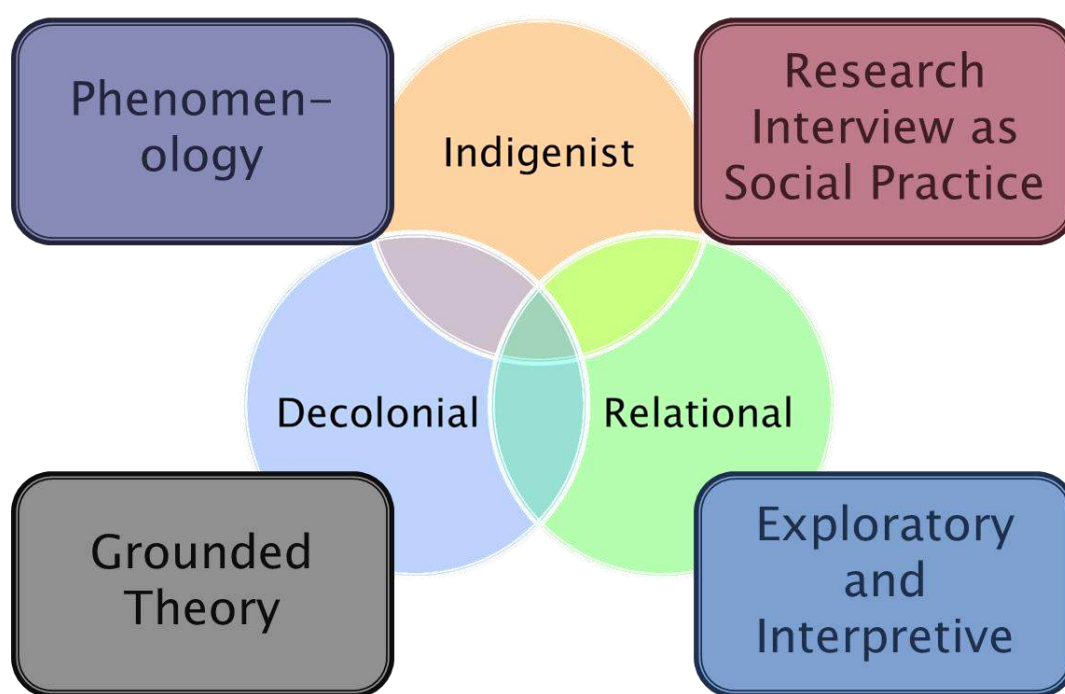 Phenomen-
ology
Indigenist
Research
Interview as
Social Practice
Decolonial
Relational
Grounded
Theory
Exploratory
and
Interpretive